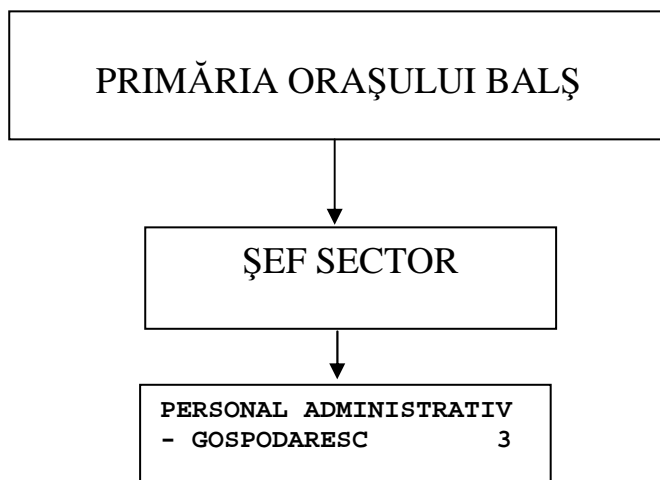 PRIMĂRIA ORAŞULUI BALŞ
ŞEF SECTOR
PERSONAL ADMINISTRATIV
- GOSPODARESC 3